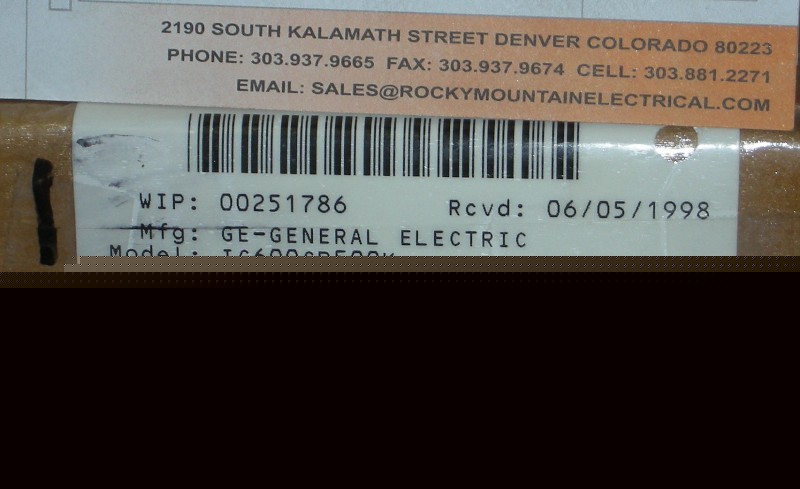 2190 SOUTH KALAMATH STREET DENVER COLORADO 80223
PHONE: 303.937.9665 FAX: 303.937.9674 CELL: 303.881.2271
EMAIL: SALES@ROCKYMOUNTAINELECTRICAL.COM
WIP: 00251786 Rcvd: 06/05/1998
Mfg: GE-GENERAL ELECTRIC
Model: